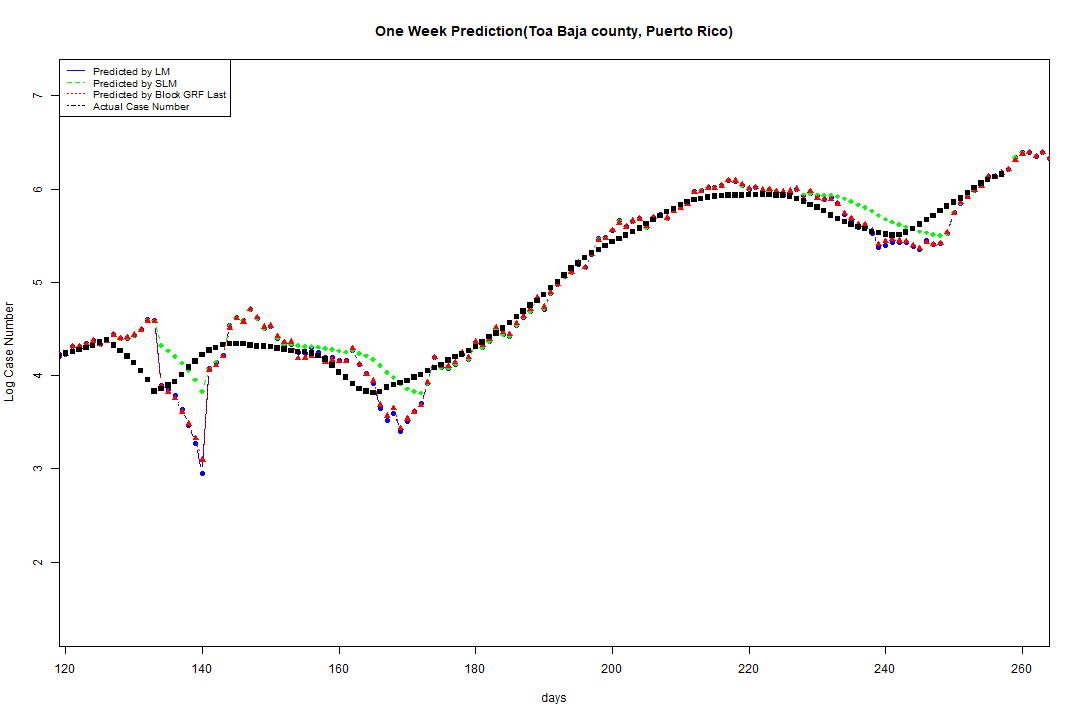 One Week Prediction(Toa Baja county, Puerto Rico)
Predicted by LM
Predicted by SLM
Predicted by Block GRF Last
Actual Case Number
7
6
5
4
3
2
Log Case Number
120 140 160 180 200 220 240 260
days